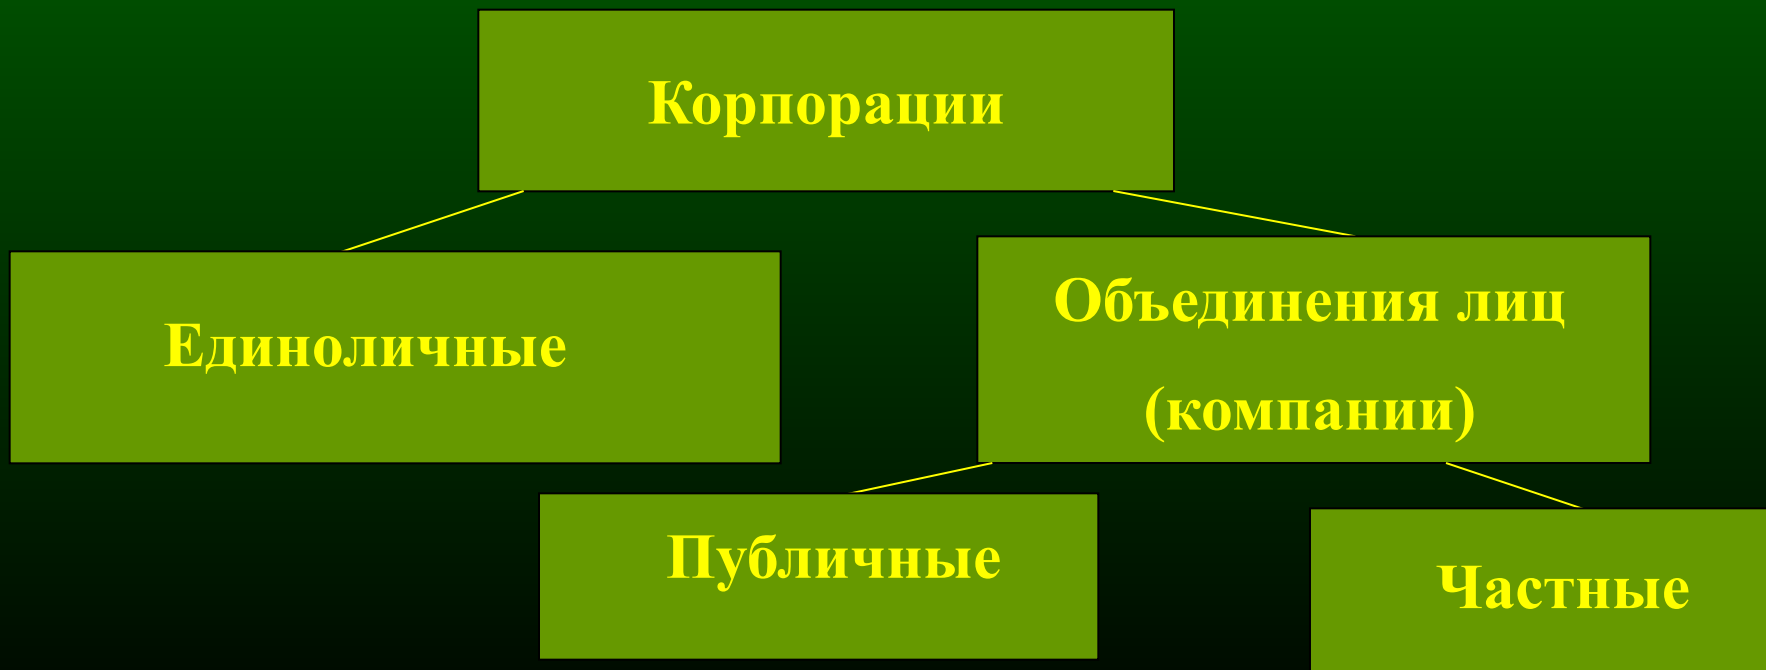 Корпорации
Единоличные
Объединения лиц
(компании)
Публичные
Частные